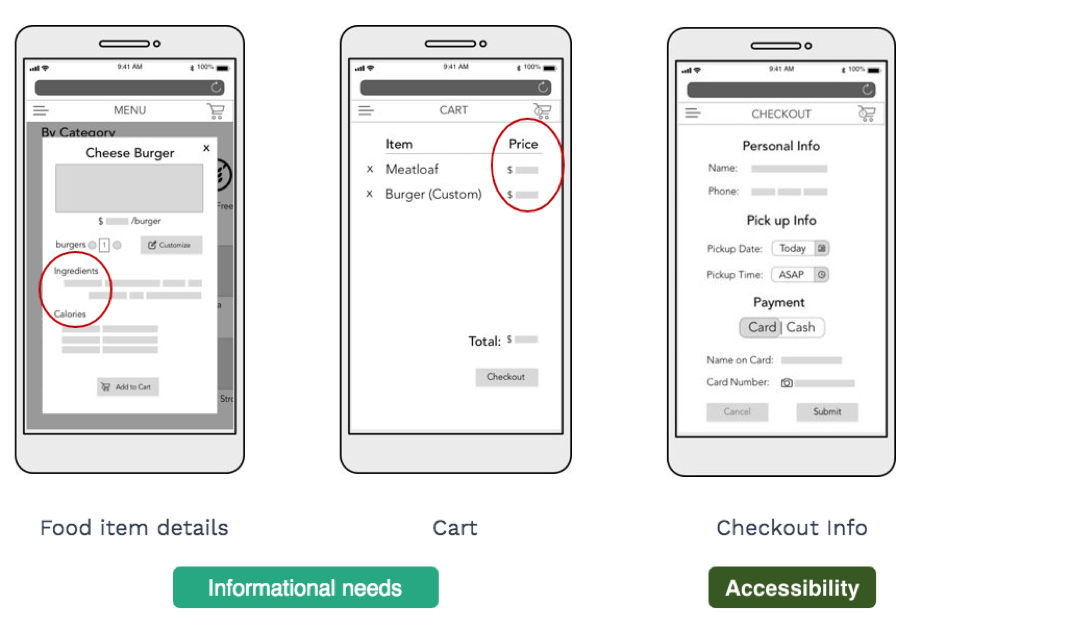 9:41 AM
100%
MENU
By Category
Cheese Burger
x
Free
$ /burger
burgers 1 Customize
Ingredients
a
Calories
Add to Cart
Stro
Food item details
9:41 AM
100%
CART
Item Price
x Meatloaf $
x Burger (Custom) $
Total: $
Checkout
Cart
Informational needs
9:41 AM
100%
CHECKOUT
Personal Info
Name:
Phone:
Pick up Info
Pickup Date: Today
Pickup Time: ASAP
Payment
Card Cash
Name on Card:
Card Number:
Cancel Submit
Checkout Info
Accessibility